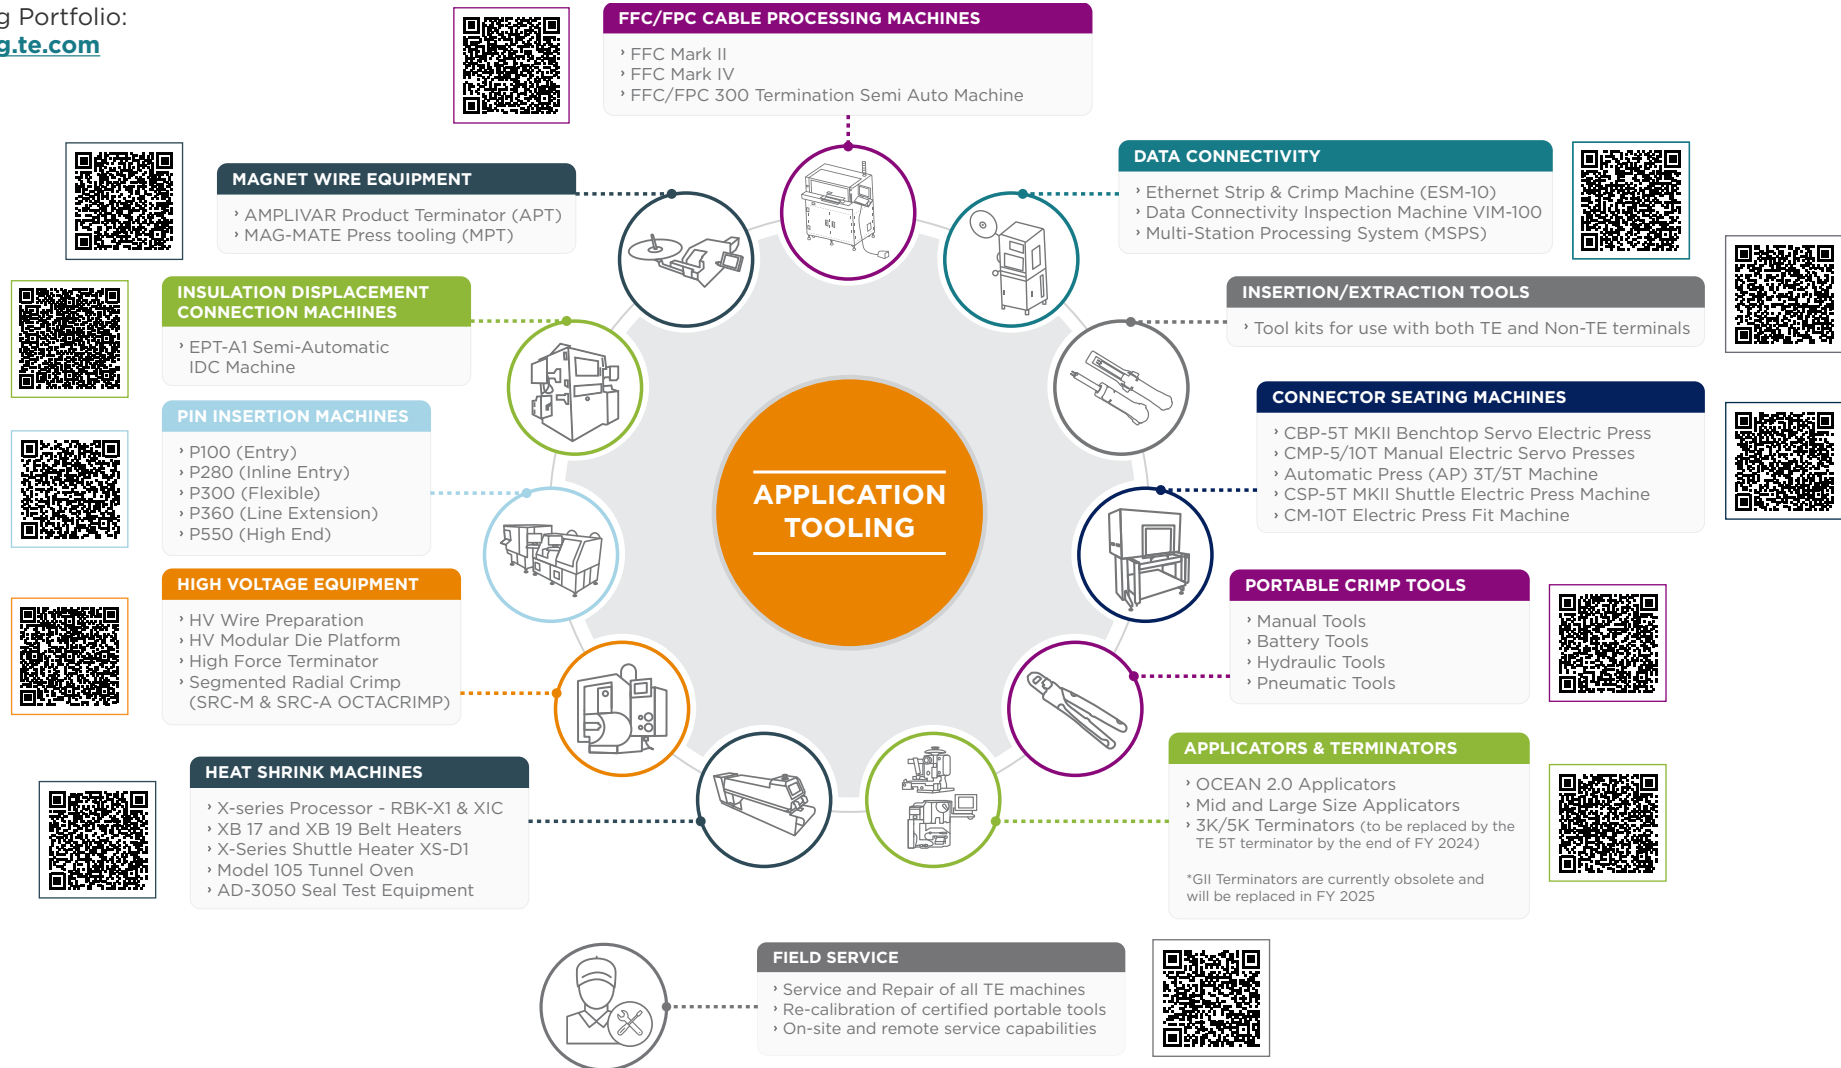 g Portfolio:
g.te.com
FFC/FPC CABLE PROCESSING MACHINES
› FFC Mark II
› FFC Mark IV
› FFC/FPC 300 Termination Semi Auto Machine
MAGNET WIRE EQUIPMENT
› AMPLIVAR Product Terminator (APT)
› MAG-MATE Press tooling (MPT)
DATA CONNECTIVITY
› Ethernet Strip & Crimp Machine (ESM-10)
› Data Connectivity Inspection Machine VIM-100
› Multi-Station Processing System (MSPS)
INSULATION DISPLACEMENT
CONNECTION MACHINES
› EPT-A1 Semi-Automatic
IDC Machine
INSERTION/EXTRACTION TOOLS
› Tool kits for use with both TE and Non-TE terminals
PIN INSERTION MACHINES
› P100 (Entry)
› P280 (Inline Entry)
› P300 (Flexible)
› P360 (Line Extension)
› P550 (High End)
CONNECTOR SEATING MACHINES
› CBP-5T MKII Benchtop Servo Electric Press
› CMP-5/10T Manual Electric Servo Presses
› Automatic Press (AP) 3T/5T Machine
› CSP-5T MKII Shuttle Electric Press Machine
› CM-10T Electric Press Fit Machine
APPLICATION
TOOLING
HIGH VOLTAGE EQUIPMENT
› HV Wire Preparation
› HV Modular Die Platform
› High Force Terminator
› Segmented Radial Crimp
(SRC-M & SRC-A OCTACRIMP)
PORTABLE CRIMP TOOLS
› Manual Tools
› Battery Tools
› Hydraulic Tools
› Pneumatic Tools
HEAT SHRINK MACHINES
› X-series Processor - RBK-X1 & XIC
› XB 17 and XB 19 Belt Heaters
› X-Series Shuttle Heater XS-D1
› Model 105 Tunnel Oven
› AD-3050 Seal Test Equipment
APPLICATORS & TERMINATORS
› OCEAN 2.0 Applicators
› Mid and Large Size Applicators
› 3K/5K Terminators (to be replaced by the
TE 5T terminator by the end of FY 2024)
*GII Terminators are currently obsolete and
will be replaced in FY 2025
FIELD SERVICE
› Service and Repair of all TE machines
› Re-calibration of certified portable tools
› On-site and remote service capabilities